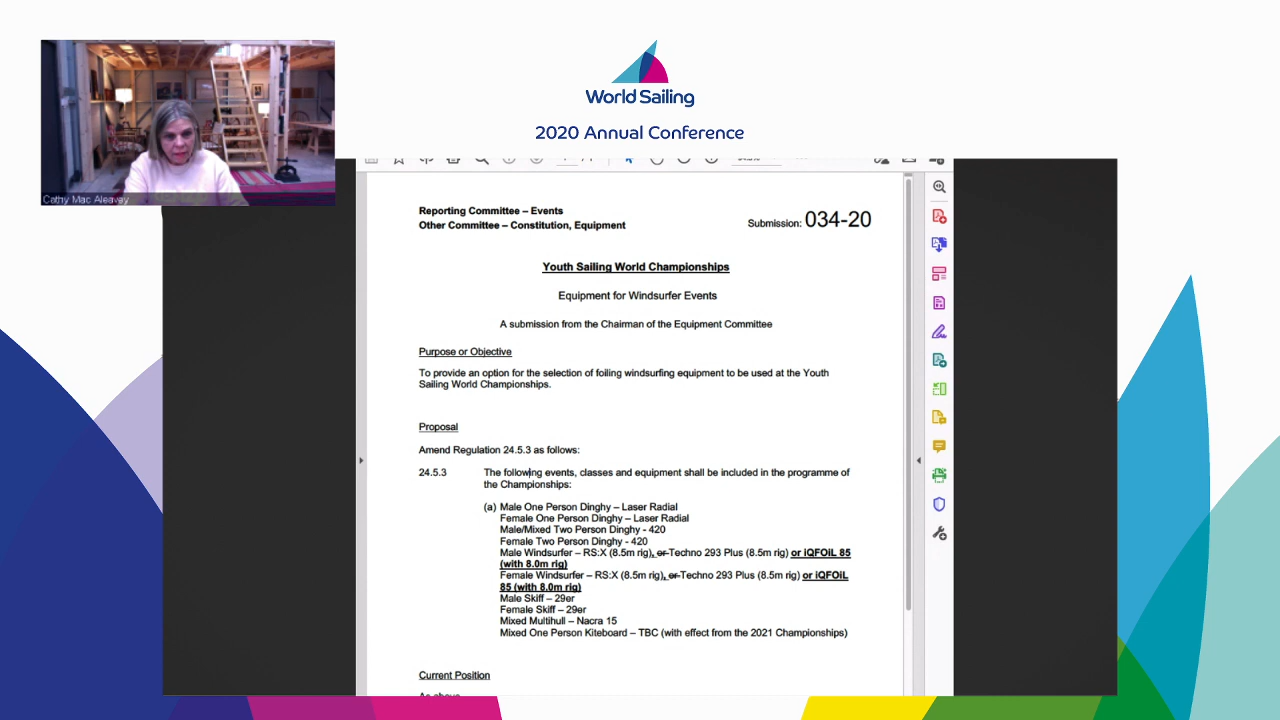 World Sailing
2020 Annual Conference
Cathy Mac Aleavey
Reporting Committee – Events
Other Committee – Constitution, Equipment
Submission: 034-20
Youth Sailing World Championships
Equipment for Windsurfer Events
A submission from the Chairman of the Equipment Committee
Purpose or Objective
To provide an option for the selection of foiling windsurfing equipment to be used at the Youth
Sailing World Championships.
Proposal
Amend Regulation 24.5.3 as follows:
24.5.3 The following events, classes and equipment shall be included in the programme of
the Championships:
(a) Male One Person Dinghy – Laser Radial
Female One Person Dinghy – Laser Radial
Male/Mixed Two Person Dinghy - 420
Female Two Person Dinghy - 420
Male Windsurfer – RS:X (8.5m rig), or Techno 293 Plus (8.5m rig) or iQFOiL 85
(with 8.0m rig)
Female Windsurfer – RS:X (8.5m rig), or Techno 293 Plus (8.5m rig) or iQFOIL
85 (with 8.0m rig)
Male Skiff – 29er
Female Skiff – 29er
Mixed Multihull – Nacra 15
Mixed One Person Kiteboard – TBC (with effect from the 2021 Championships)
Current Position
As above